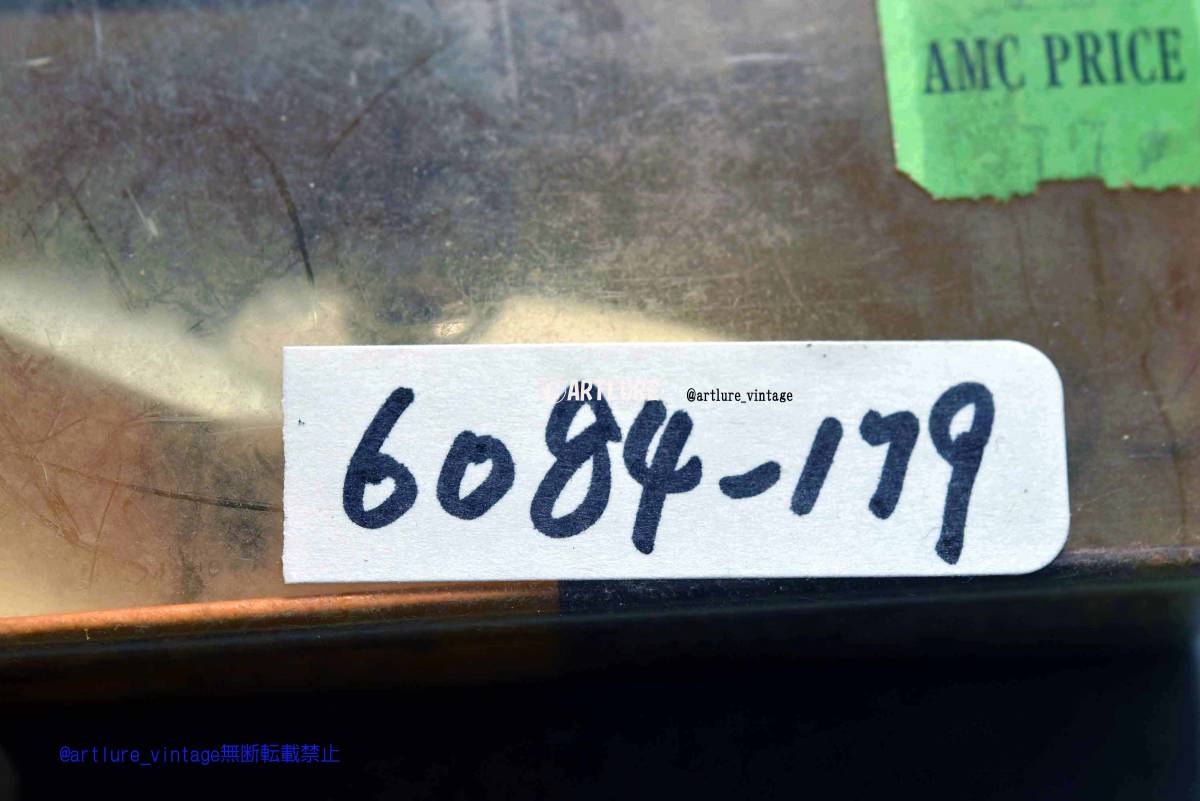 AMC PRICE
ARTLURE
@artlure_vintage
6084-179
@artlure_vintage無断転載禁止